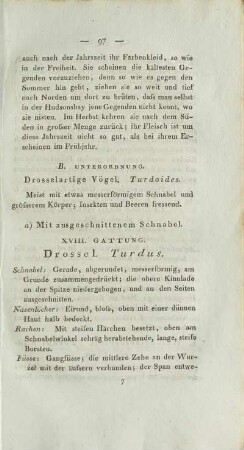 — 97 —
auch nach der Jahrszeit ihr Farbenkleid, so wie
in der Freiheit. Sie scheinen die kältesten Ge-
genden vorzuziehen, denn so wie es gegen den
Sommer hin geht, ziehen sie so weit und tief
nach Norden um dort zu brüten, daß man selbst
in der Hudsonsbay jene Gegenden nicht kennt, wo
sie nisten. Im Herbst kehren sie nach dem Sü-
den in großer Menge zurück; ihr Fleisch ist um
diese Jahrszeit nicht so gut, als bei ihrem Er-
scheinen im Frühjahr.
B. UNTERORDNUNG.
Drosselartige Vögel, Turdoides.
Meist mit etwas messerförmigem Schnabel und
größerem Körper; Insekten und Beeren fressend.
a) Mit ausgeschnittenem Schnabel.
XVIII. GATTUNG.
Drossel. Turdus.
Schnabel: Gerade, abgerundet, messerförmig, am
Grunde zusammengedrückt; die obere Kinnlade
an der Spitze niedergebogen, und an den Seiten
ausgeschnitten.
Nasenlöcher: Eirund, bloß, oben mit einer dünnen
Haut halb bedeckt.
Rachen: Mit steifen Härchen besetzt, oben am
Schnabelwinkel schräg herabstehende, lange, steife
Borsten.
Füsse: Gangfüsse; die mittlere Zehe an der Wur-
zel mit der äußern verbunden; der Span entwe-
7